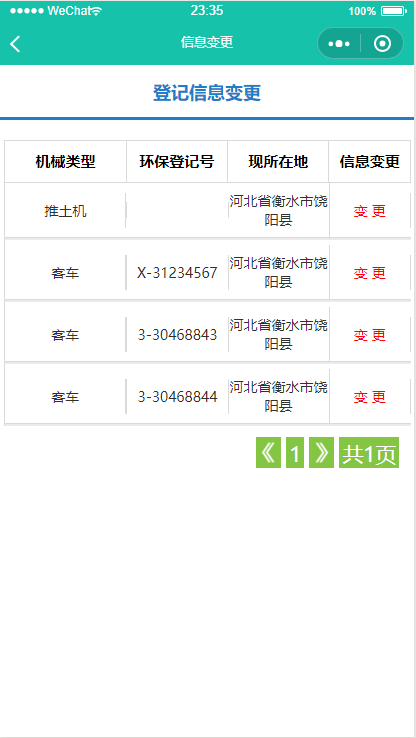 WeChat 23:35 100%
信息变更
登记信息变更
机械类型 环保登记号 现所在地 信息变更
推土机 河北省衡水市饶阳县 变 更
客车 X-31234567 河北省衡水市饶阳县 变 更
客车 3-30468843 河北省衡水市饶阳县 变 更
客车 3-30468844 河北省衡水市饶阳县 变 更
《 1 》 共1页